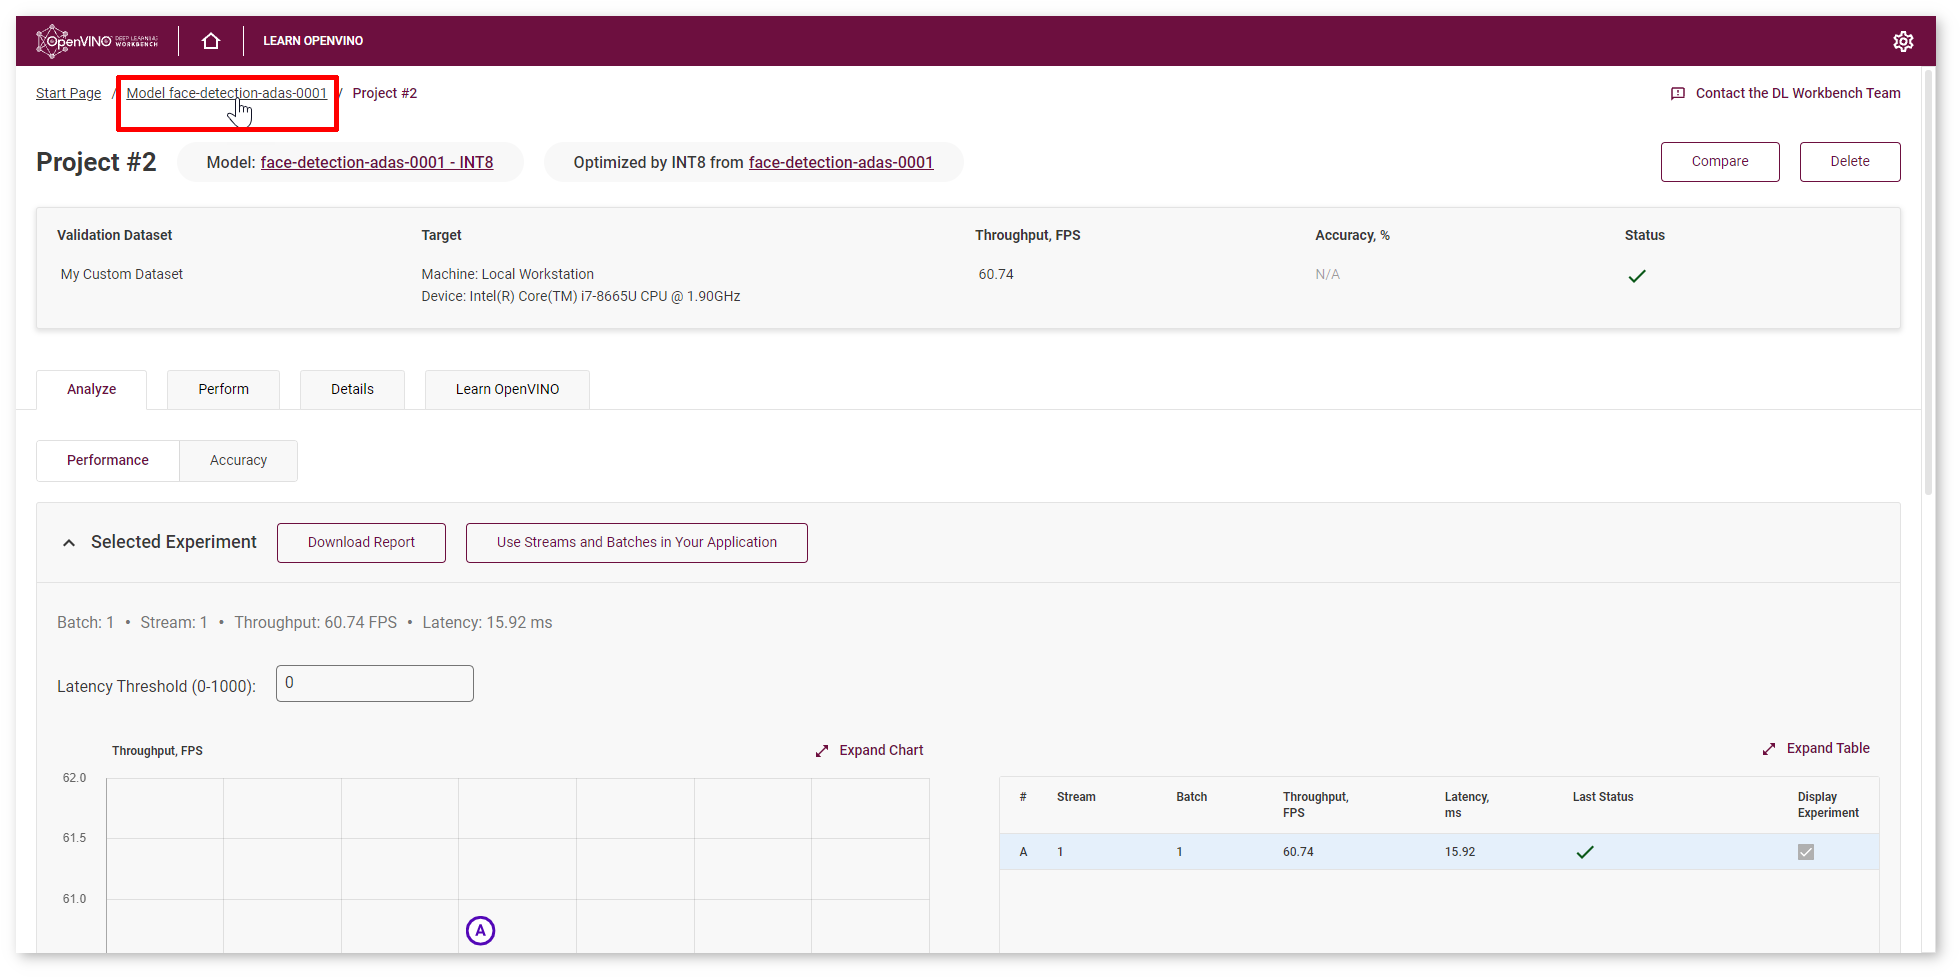 OpenVINO DEEP LEARNING WORKBENCH LEARN OPENVINO
Start Page / Model face-detection-adas-0001 / Project #2 Contact the DL Workbench Team
Project #2 Model: face-detection-adas-0001 - INT8 Optimized by INT8 from face-detection-adas-0001 Compare Delete
Validation Dataset Target Throughput, FPS Accuracy, % Status
My Custom Dataset Machine: Local Workstation 60.74 N/A
Device: Intel(R) Core(TM) i7-8665U CPU @ 1.90GHz
Analyze Perform Details Learn OpenVINO
Performance Accuracy
Selected Experiment Download Report Use Streams and Batches in Your Application
Batch: 1 • Stream: 1 • Throughput: 60.74 FPS • Latency: 15.92 ms
Latency Threshold (0-1000): 0
Throughput, FPS Expand Chart
62.0
61.5
61.0
A
Expand Table
# Stream Batch Throughput, FPS Latency, ms Last Status Display Experiment
A 1 1 60.74 15.92